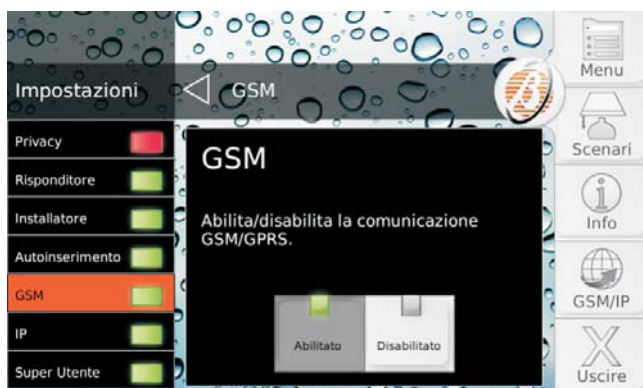 Impostazioni
GSM
Privacy
Risponditore
Installatore
Autoinserimento
GSM
IP
Super Utente
GSM
Abilita/disabilita la comunicazione
GSM/GPRS.
Abilitato
Disabilitato
Menu
Scenari
Info
GSM/IP
Uscire